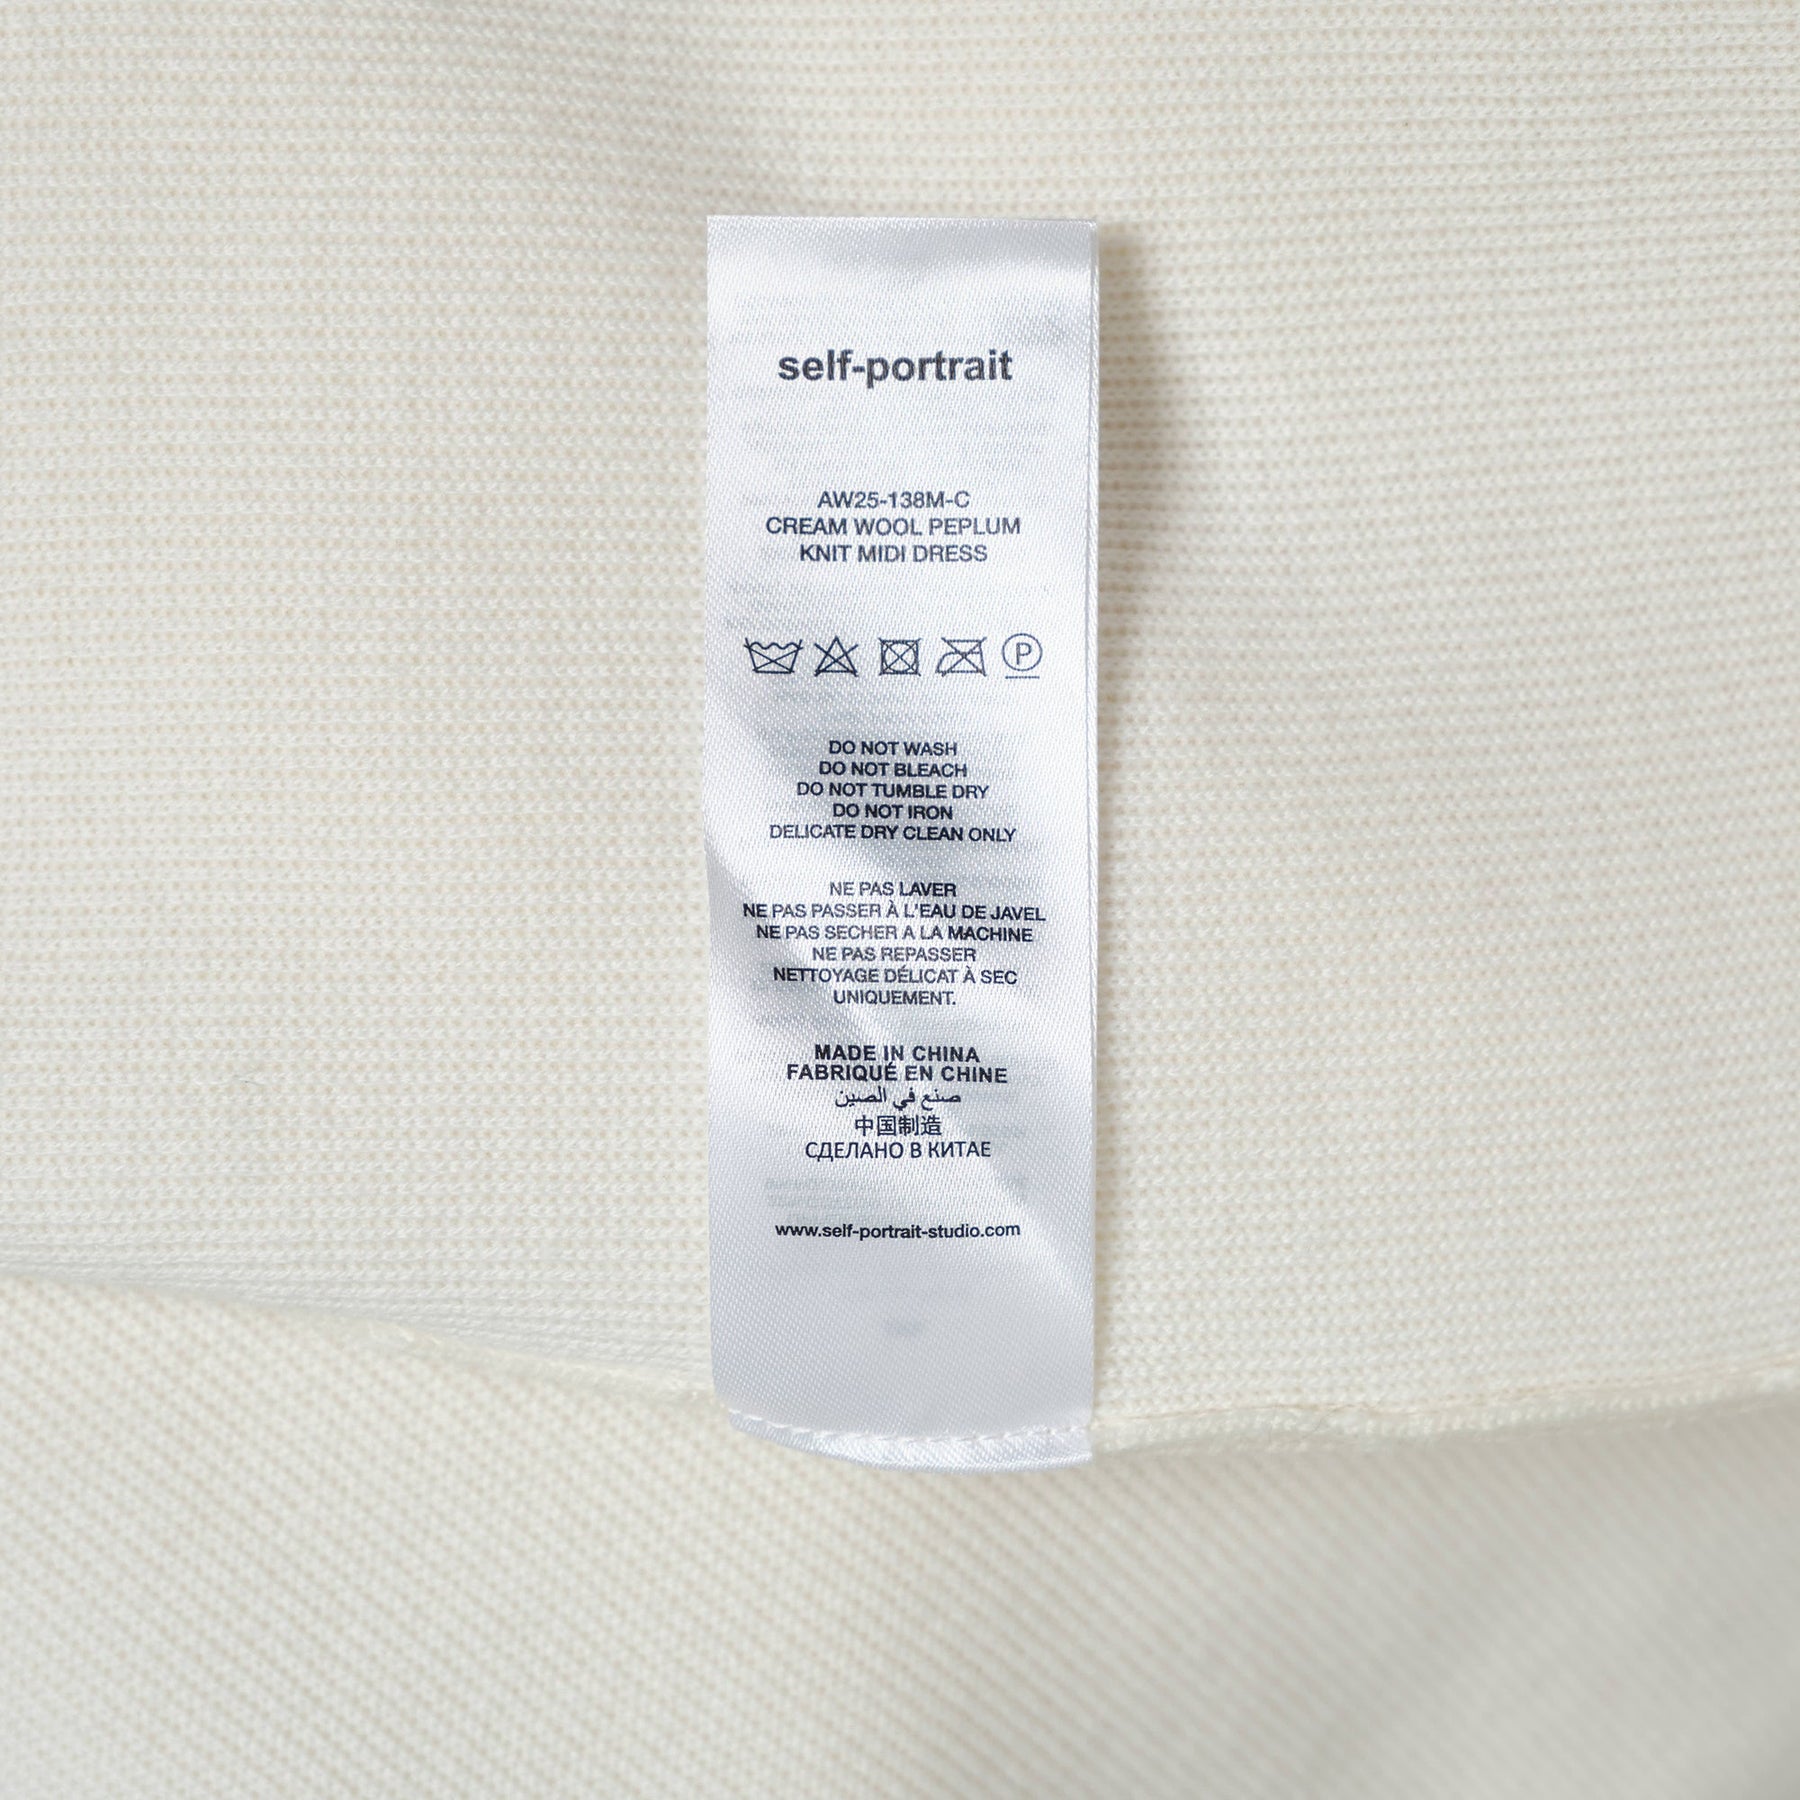 self-portrait
AW25-138M-C
CREAM WOOL PEPLUM
KNIT MIDI DRESS
P
DO NOT WASH
DO NOT BLEACH
DO NOT TUMBLE DRY
DO NOT IRON
DELICATE DRY CLEAN ONLY
NE PAS LAVER
NE PAS PASSER À L'EAU DE JAVEL
NE PAS SECHER A LA MACHINE
NE PAS REPASSER
NETTOYAGE DÉLICAT À SEC
UNIQUEMENT.
MADE IN CHINA
FABRIQUÉ EN CHINE
صنع في الصين
中国制造
СДЕЛАНО В КИТАЕ
www.self-portrait-studio.com